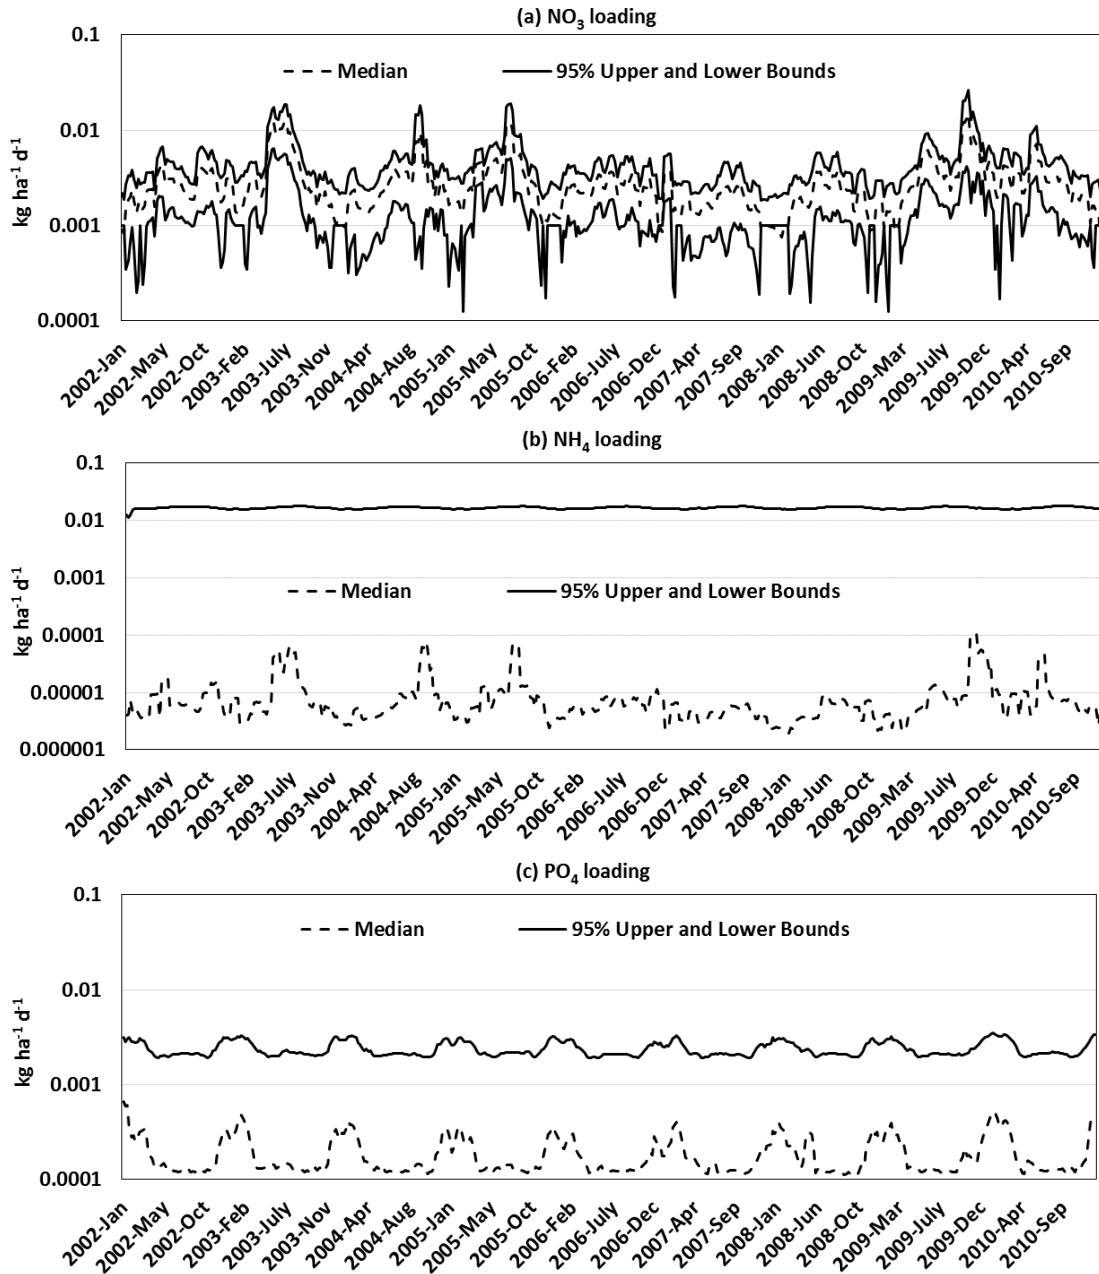 (a) NO3 loading
0.1
0.01
0.001
0.0001
kg ha-1 d-1
Median
95% Upper and Lower Bounds
2002-Jan
2002-May
2002-Oct
2003-Feb
2003-July
2003-Nov
2004-Apr
2004-Aug
2005-Jan
2005-May
2005-Oct
2006-Feb
2006-July
2006-Dec
2007-Apr
2007-Sep
2008-Jan
2008-Jun
2008-Oct
2009-Mar
2009-July
2009-Dec
2010-Apr
2010-Sep
(b) NH4 loading
0.1
0.01
0.001
0.0001
0.00001
0.000001
kg ha-1 d-1
Median
95% Upper and Lower Bounds
2002-Jan
2002-May
2002-Oct
2003-Feb
2003-July
2003-Nov
2004-Apr
2004-Aug
2005-Jan
2005-May
2005-Oct
2006-Feb
2006-July
2006-Dec
2007-Apr
2007-Sep
2008-Jan
2008-Jun
2008-Oct
2009-Mar
2009-July
2009-Dec
2010-Apr
2010-Sep
(c) PO4 loading
0.1
0.01
0.001
0.0001
kg ha-1 d-1
Median
95% Upper and Lower Bounds
2002-Jan
2002-May
2002-Oct
2003-Feb
2003-July
2003-Nov
2004-Apr
2004-Aug
2005-Jan
2005-May
2005-Oct
2006-Feb
2006-July
2006-Dec
2007-Apr
2007-Sep
2008-Jan
2008-Jun
2008-Oct
2009-Mar
2009-July
2009-Dec
2010-Apr
2010-Sep